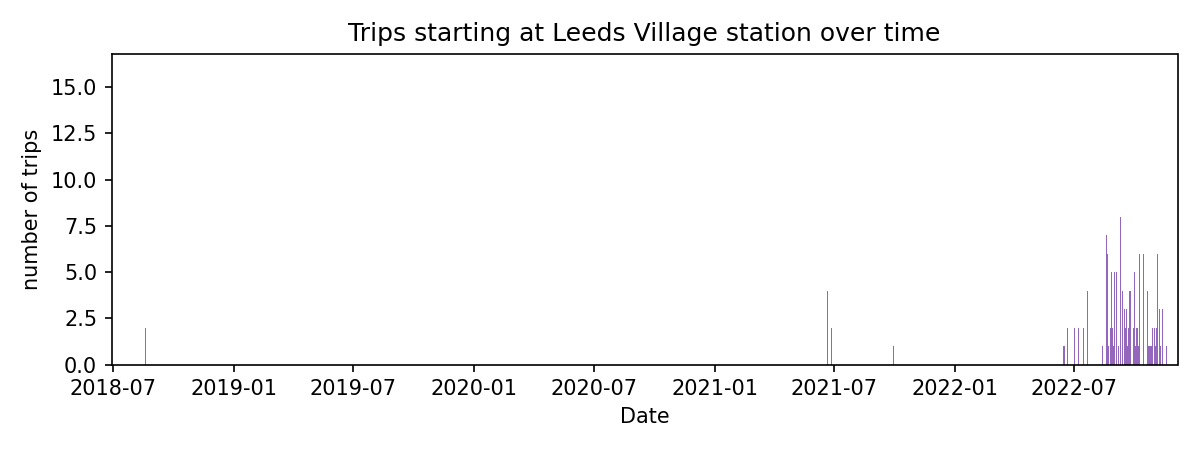 Trips starting at Leeds Village station over time
number of trips
15.0
12.5
10.0
7.5
5.0
2.5
0.0
2018-07 2019-01 2019-07 2020-01 2020-07 2021-01 2021-07 2022-01 2022-07
Date